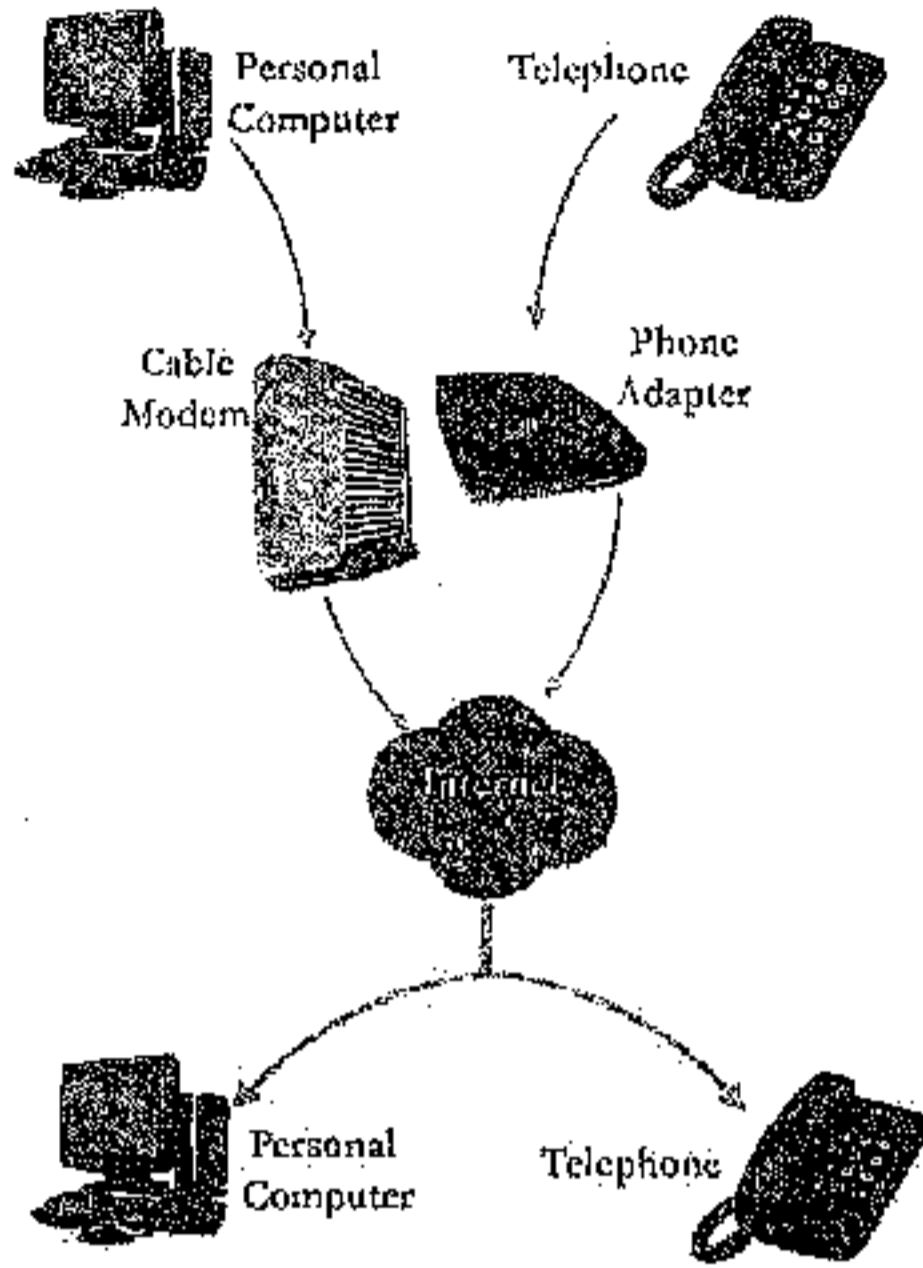 Personal
Computer
Telephone
Cable
Modem
Phone
Adapter
Internet
Personal
Computer
Telephone